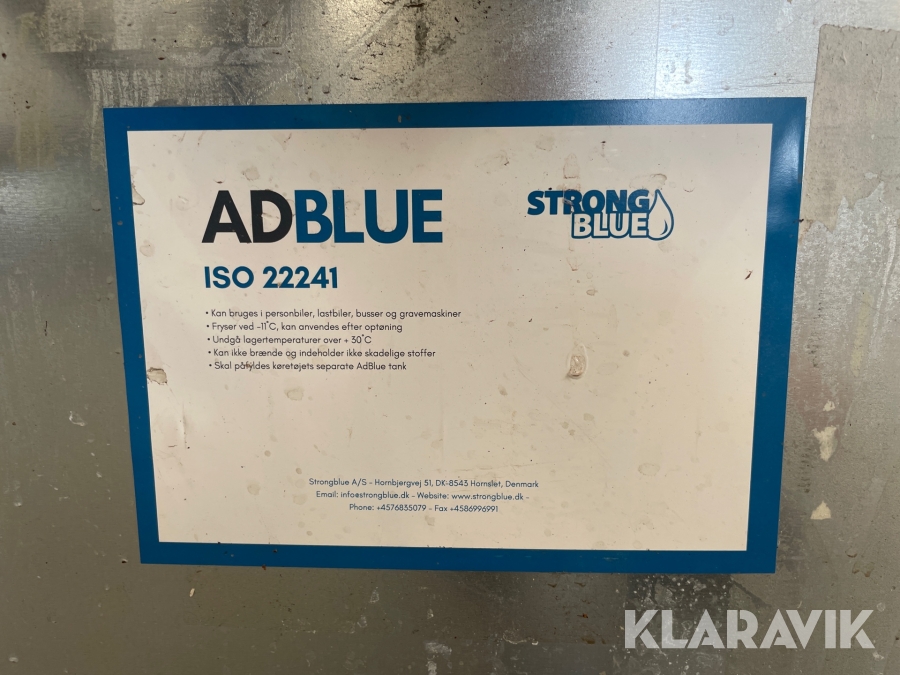 ADBLUE
STRONG
BLUE
ISO 22241
• Kan bruges i personbiler, lastbiler, busser og gravemaskiner
• Fryser ved -11°C, kan anvendes efter optøning
• Undgå lagertemperaturer over + 30°C
• Kan ikke brænde og indeholder ikke skadelige stoffer
• Skal påfyldes køretøjets separate AdBlue tank
Strongblue A/S - Hornbjergvej 51, DK-8543 Hornslet, Denmark
Email: info@strongblue.dk - Website: www.strongblue.dk -
Phone: +4576835079 - Fax +4586996991
KLARAVIK